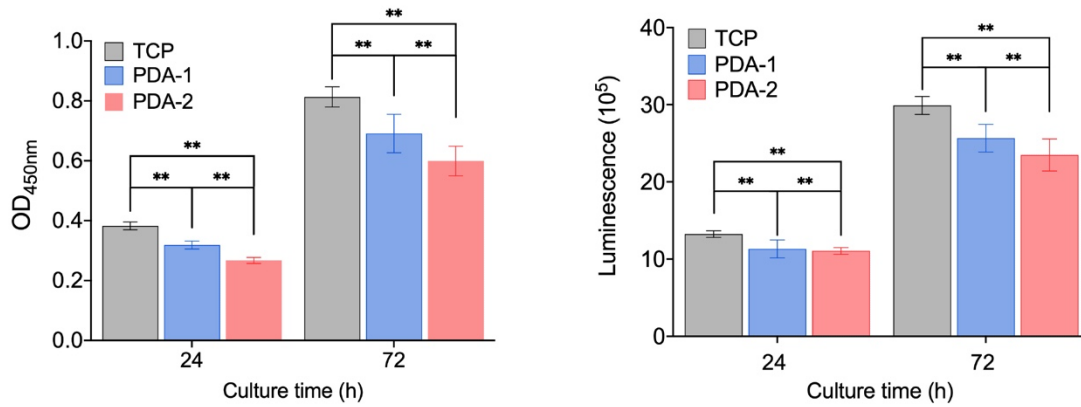 1.0
0.8
0.6
0.4
0.2
0.0
OD450nm
TCP
PDA-1
PDA-2
**
** **
**
** **
24 72
Culture time (h)
40
30
20
10
0
Luminescence (10⁵)
TCP
PDA-1
PDA-2
**
** **
**
** **
24 72
Culture time (h)